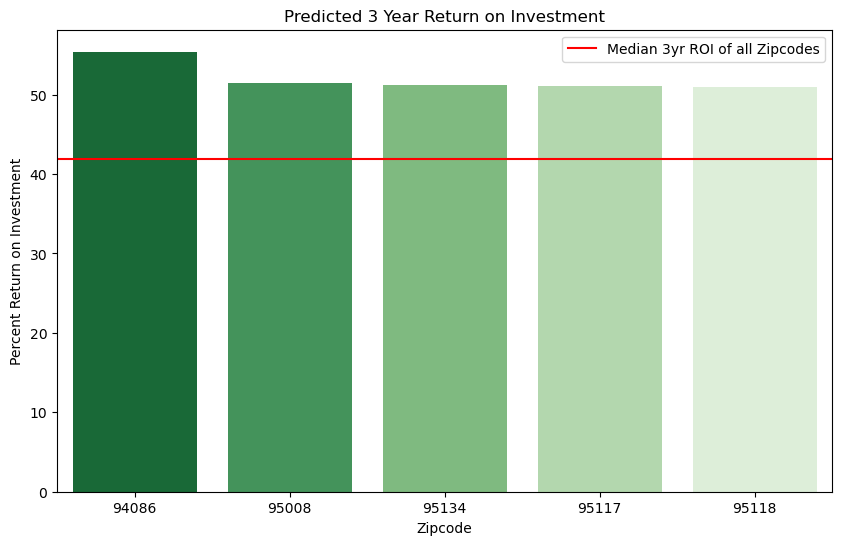 Predicted 3 Year Return on Investment
Median 3yr ROI of all Zipcodes
Percent Return on Investment
50
40
30
20
10
0
94086 95008 95134 95117 95118
Zipcode